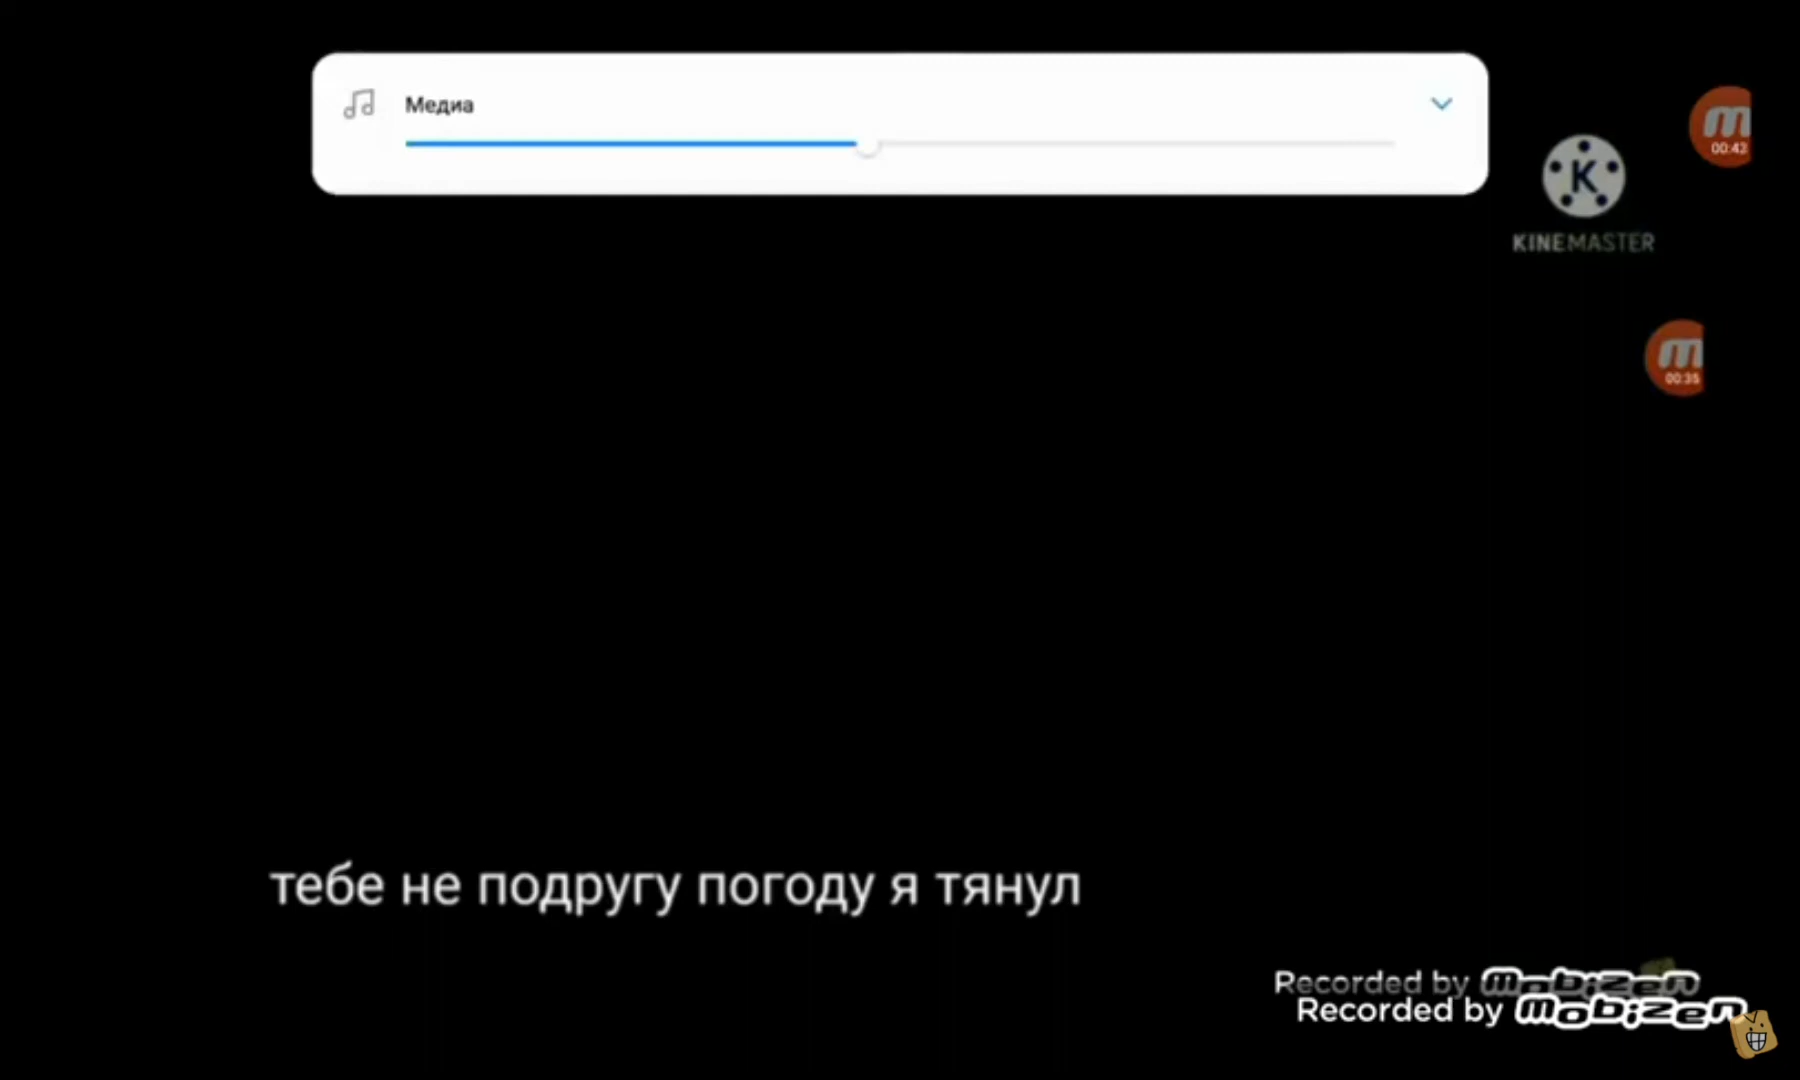 Медиа
00:42
KINEMASTER
00:35
тебе не подругу погоду я тянул
Recorded by mobizen
Recorded by mobizen